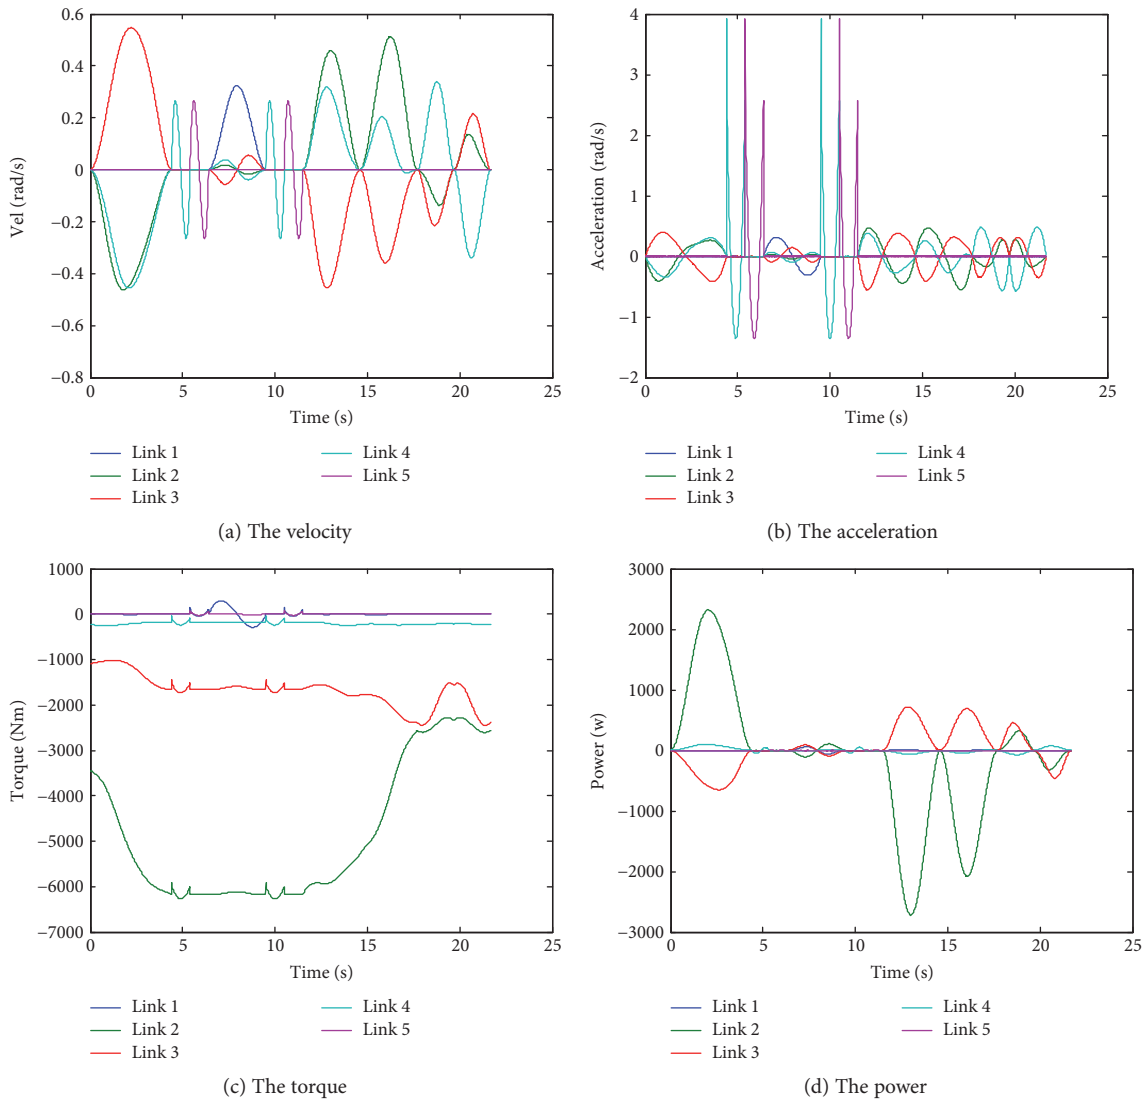 0.6
0.4
0.2
0
−0.2
−0.4
−0.6
−0.8
Vel (rad/s)
0 5 10 15 20 25
Time (s)
Link 1
Link 2
Link 3
Link 4
Link 5
(a) The velocity
4
3
2
1
0
−1
−2
Acceleration (rad/s)
0 5 10 15 20 25
Time (s)
Link 1
Link 2
Link 3
Link 4
Link 5
(b) The acceleration
1000
0
−1000
−2000
−3000
−4000
−5000
−6000
−7000
Torque (Nm)
0 5 10 15 20 25
Time (s)
Link 1
Link 2
Link 3
Link 4
Link 5
(c) The torque
3000
2000
1000
0
−1000
−2000
−3000
Power (w)
0 5 10 15 20 25
Time (s)
Link 1
Link 2
Link 3
Link 4
Link 5
(d) The power